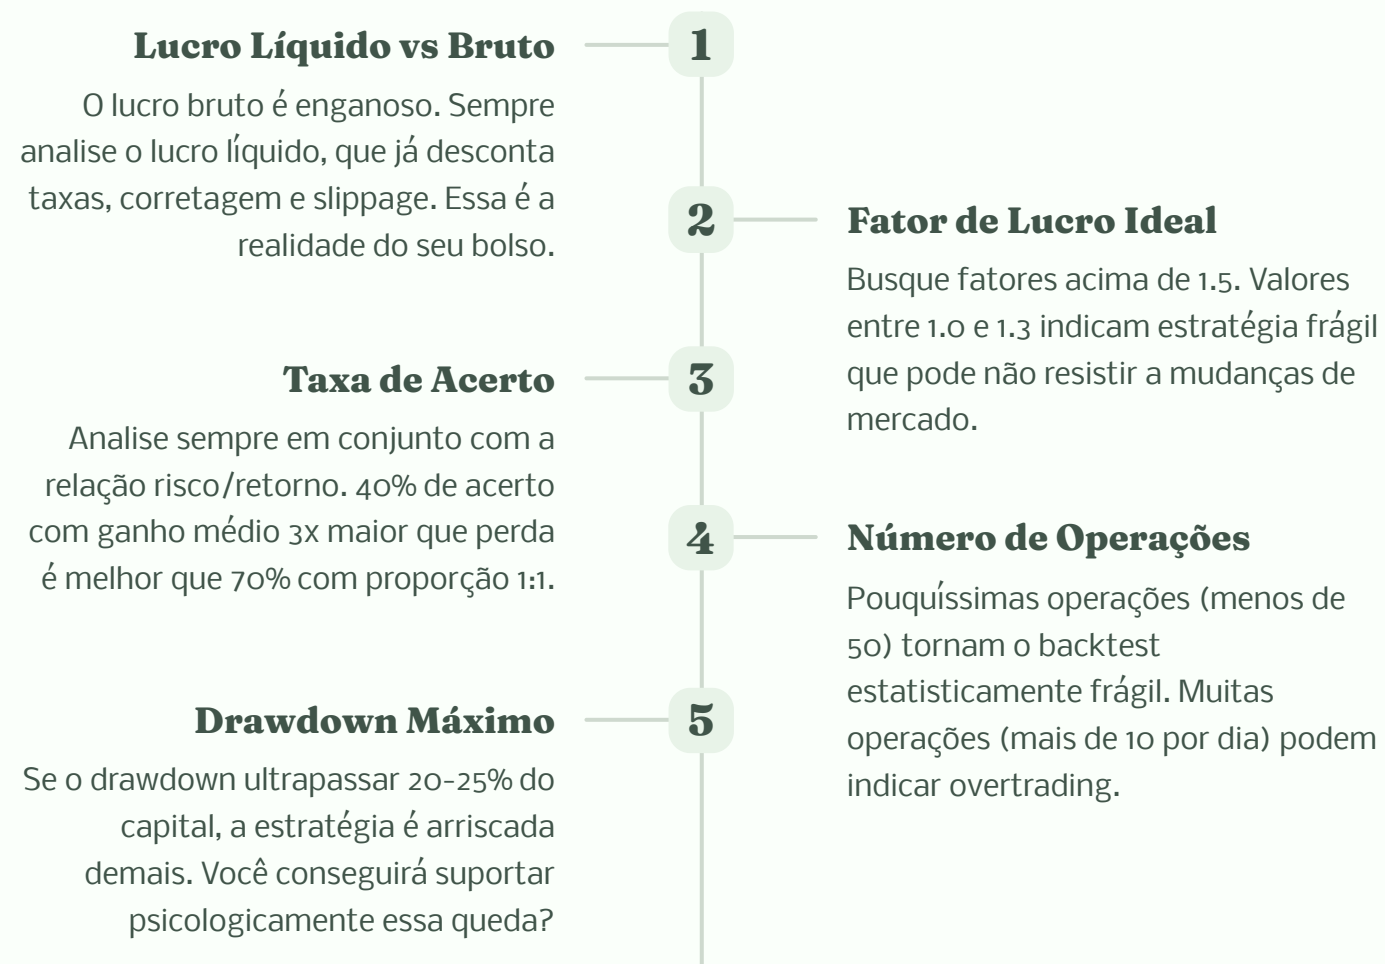 Lucro Líquido vs Bruto
1
O lucro bruto é enganoso. Sempre
analise o lucro líquido, que já desconta
taxas, corretagem e slippage. Essa é a
realidade do seu bolso.
2
Fator de Lucro Ideal
Busque fatores acima de 1.5. Valores
entre 1.0 e 1.3 indicam estratégia frágil
que pode não resistir a mudanças de
mercado.
Taxa de Acerto
3
Analise sempre em conjunto com a
relação risco/retorno. 40% de acerto
com ganho médio 3x maior que perda
é melhor que 70% com proporção 1:1.
4
Número de Operações
Pouquíssimas operações (menos de
50) tornam o backtest
estatisticamente frágil. Muitas
operações (mais de 10 por dia) podem
indicar overtrading.
Drawdown Máximo
5
Se o drawdown ultrapassar 20-25% do
capital, a estratégia é arriscada
demais. Você conseguirá suportar
psicologicamente essa queda?